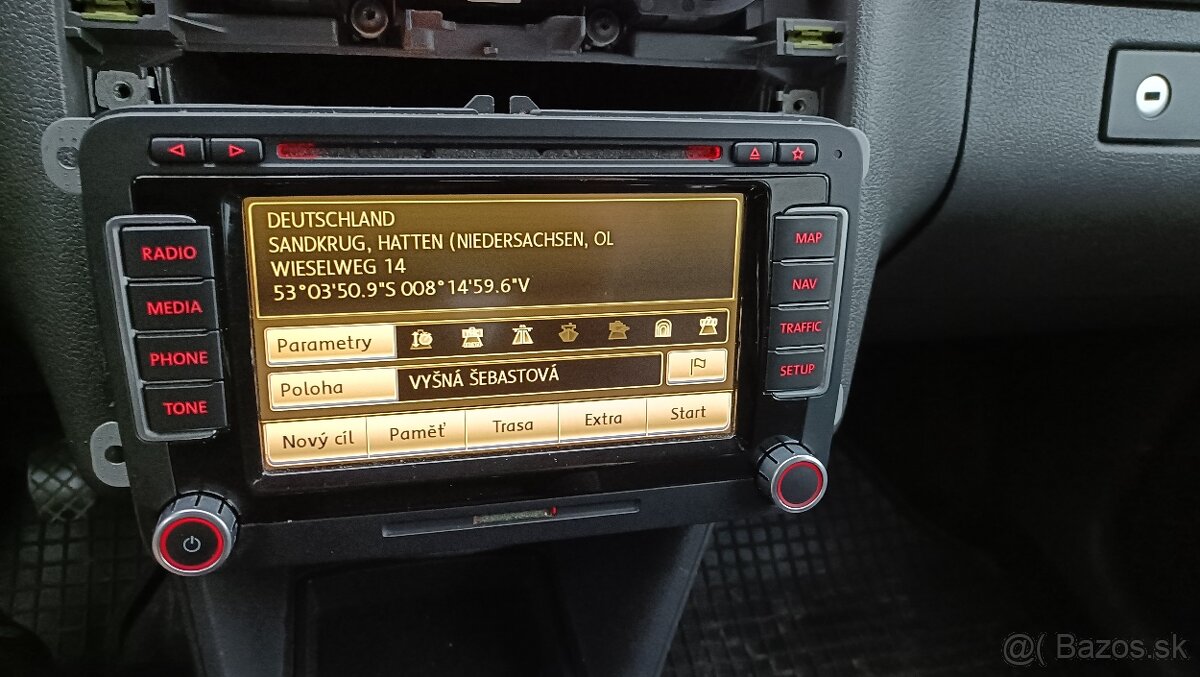 DEUTSCHLAND
SANDKRUG, HATTEN (NIEDERSACHSEN, OL
WIESELWEG 14
53°03'50.9"S 008°14'59.6"V
Parametry
Poloha VYŠNÁ ŠEBASTOVÁ
Nový cíl Paměť Trasa Extra Start
RADIO
MEDIA
PHONE
TONE
MAP
NAV
TRAFFIC
SETUP
@( Bazos.sk